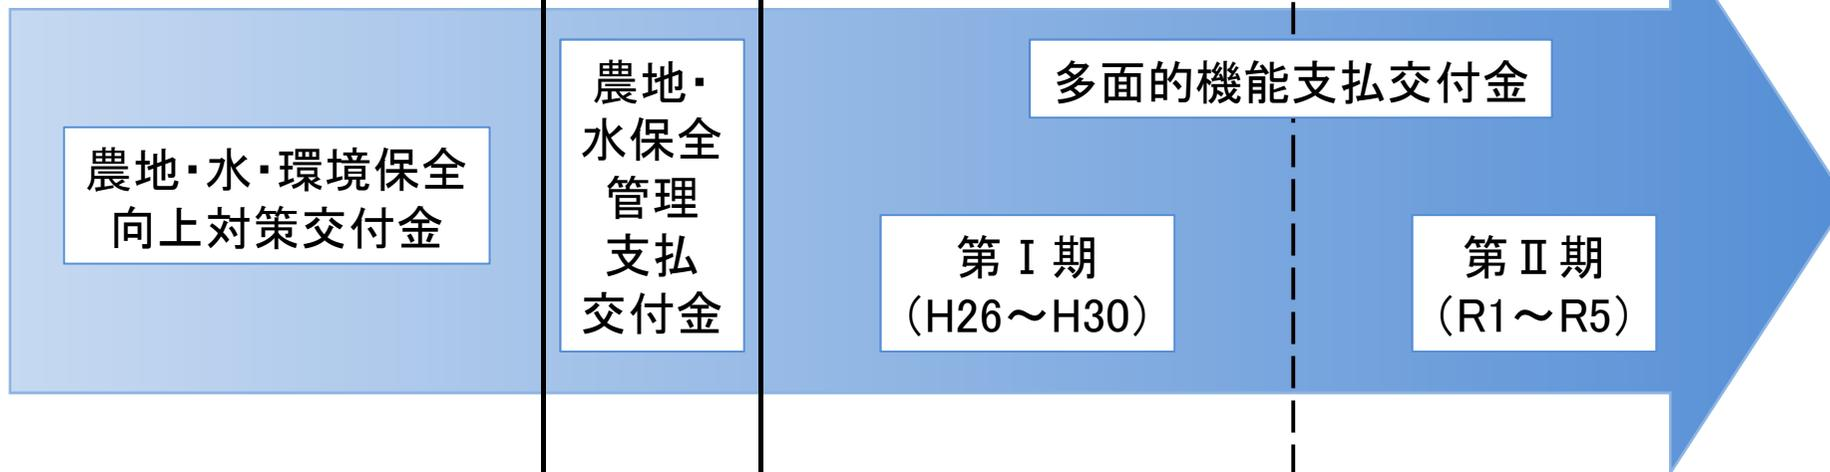 農地・水・環境保全
向上対策交付金
農地・
水保全
管理
支払
交付金
多面的機能支払交付金
第Ⅰ期
（H26～H30）
第Ⅱ期
（R1～R5）